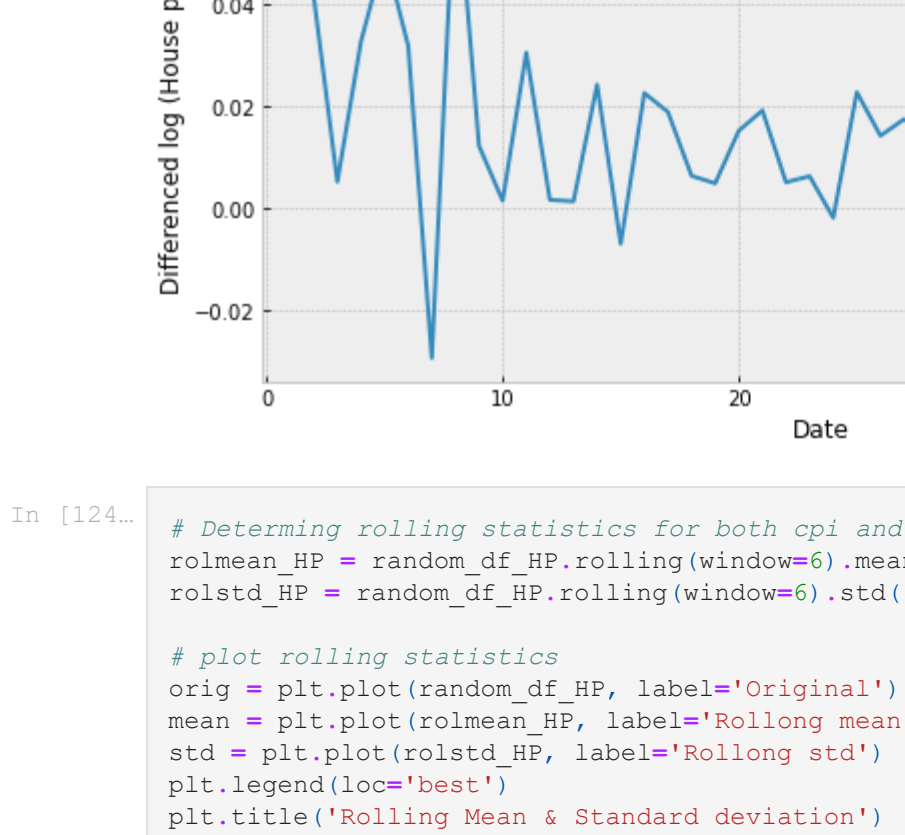 Differenced log (House p
0.04
0.02
0.00
−0.02
0
10
20
Date
In [124…
# Determing rolling statistics for both cpi and
rolmean_HP = random_df_HP.rolling(window=6).mean
rolstd_HP = random_df_HP.rolling(window=6).std(
# plot rolling statistics
orig = plt.plot(random_df_HP, label='Original')
mean = plt.plot(rolmean_HP, label='Rollong mean
std = plt.plot(rolstd_HP, label='Rollong std')
plt.legend(loc='best')
plt.title('Rolling Mean & Standard deviation')